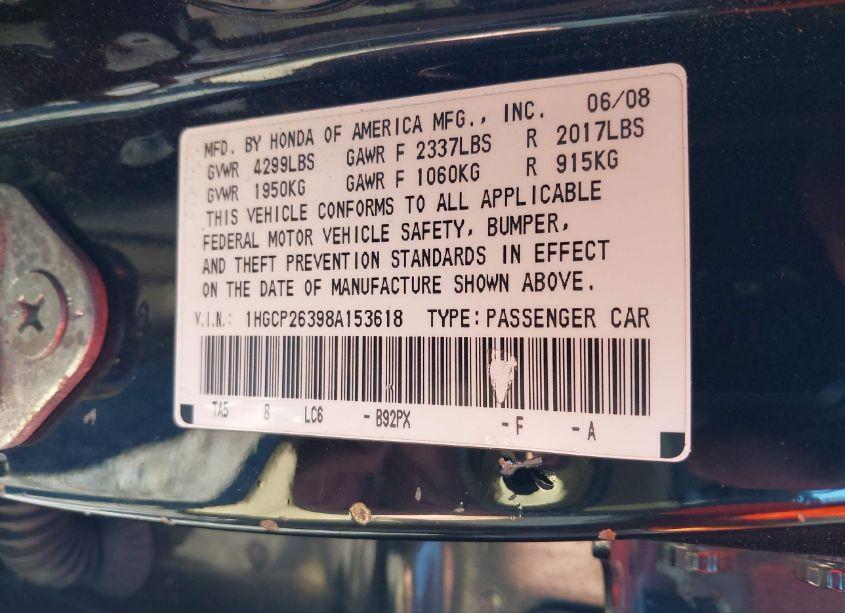 MFD. BY HONDA OF AMERICA MFG., INC. 06/08
GVWR 4299LBS GAWR F 2337LBS R 2017LBS
GVWR 1950KG GAWR F 1060KG R 915KG
THIS VEHICLE CONFORMS TO ALL APPLICABLE
FEDERAL MOTOR VEHICLE SAFETY, BUMPER,
AND THEFT PREVENTION STANDARDS IN EFFECT
ON THE DATE OF MANUFACTURE SHOWN ABOVE.
V.I.N.: 1HGCP26398A153618 TYPE: PASSENGER CAR
TA5 8 LC6 - B92PX - F - A